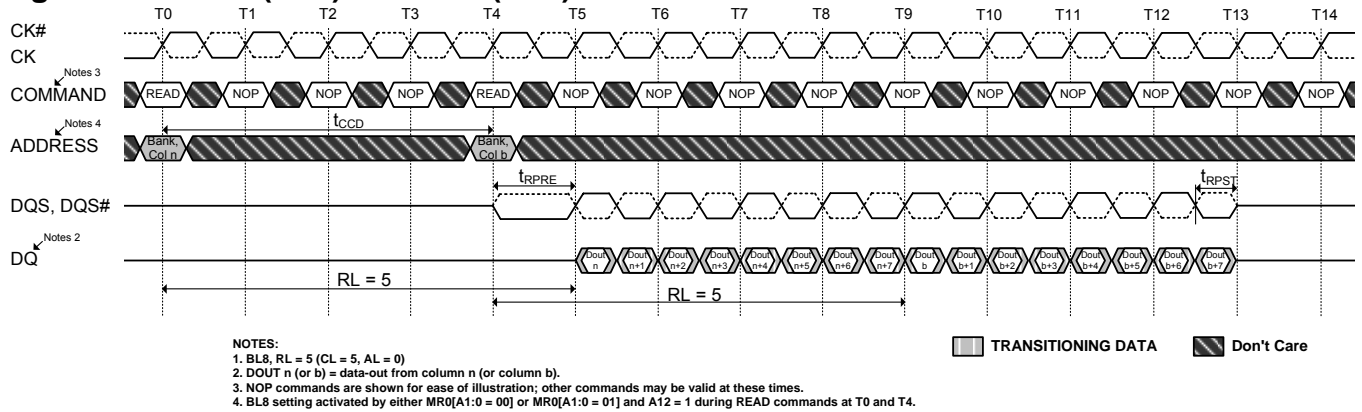 T0 T1 T2 T3 T4 T5 T6 T7 T8 T9 T10 T11 T12 T13 T14
CK#
CK
Notes 3
COMMAND READ NOP NOP NOP READ NOP NOP NOP NOP NOP NOP NOP NOP NOP NOP
tCCD
Notes 4
ADDRESS Bank, Col n Bank, Col b
tRPRE tRPST
DQS, DQS#
Notes 2
DQ Dout n Dout n+1 Dout n+2 Dout n+3 Dout n+4 Dout n+5 Dout n+6 Dout n+7 Dout b Dout b+1 Dout b+2 Dout b+3 Dout b+4 Dout b+5 Dout b+6 Dout b+7
RL = 5 RL = 5
NOTES:
1. BL8, RL = 5 (CL = 5, AL = 0)
2. DOUT n (or b) = data-out from column n (or column b).
3. NOP commands are shown for ease of illustration; other commands may be valid at these times.
4. BL8 setting activated by either MR0[A1:0 = 00] or MR0[A1:0 = 01] and A12 = 1 during READ commands at T0 and T4.
TRANSITIONING DATA Don't Care